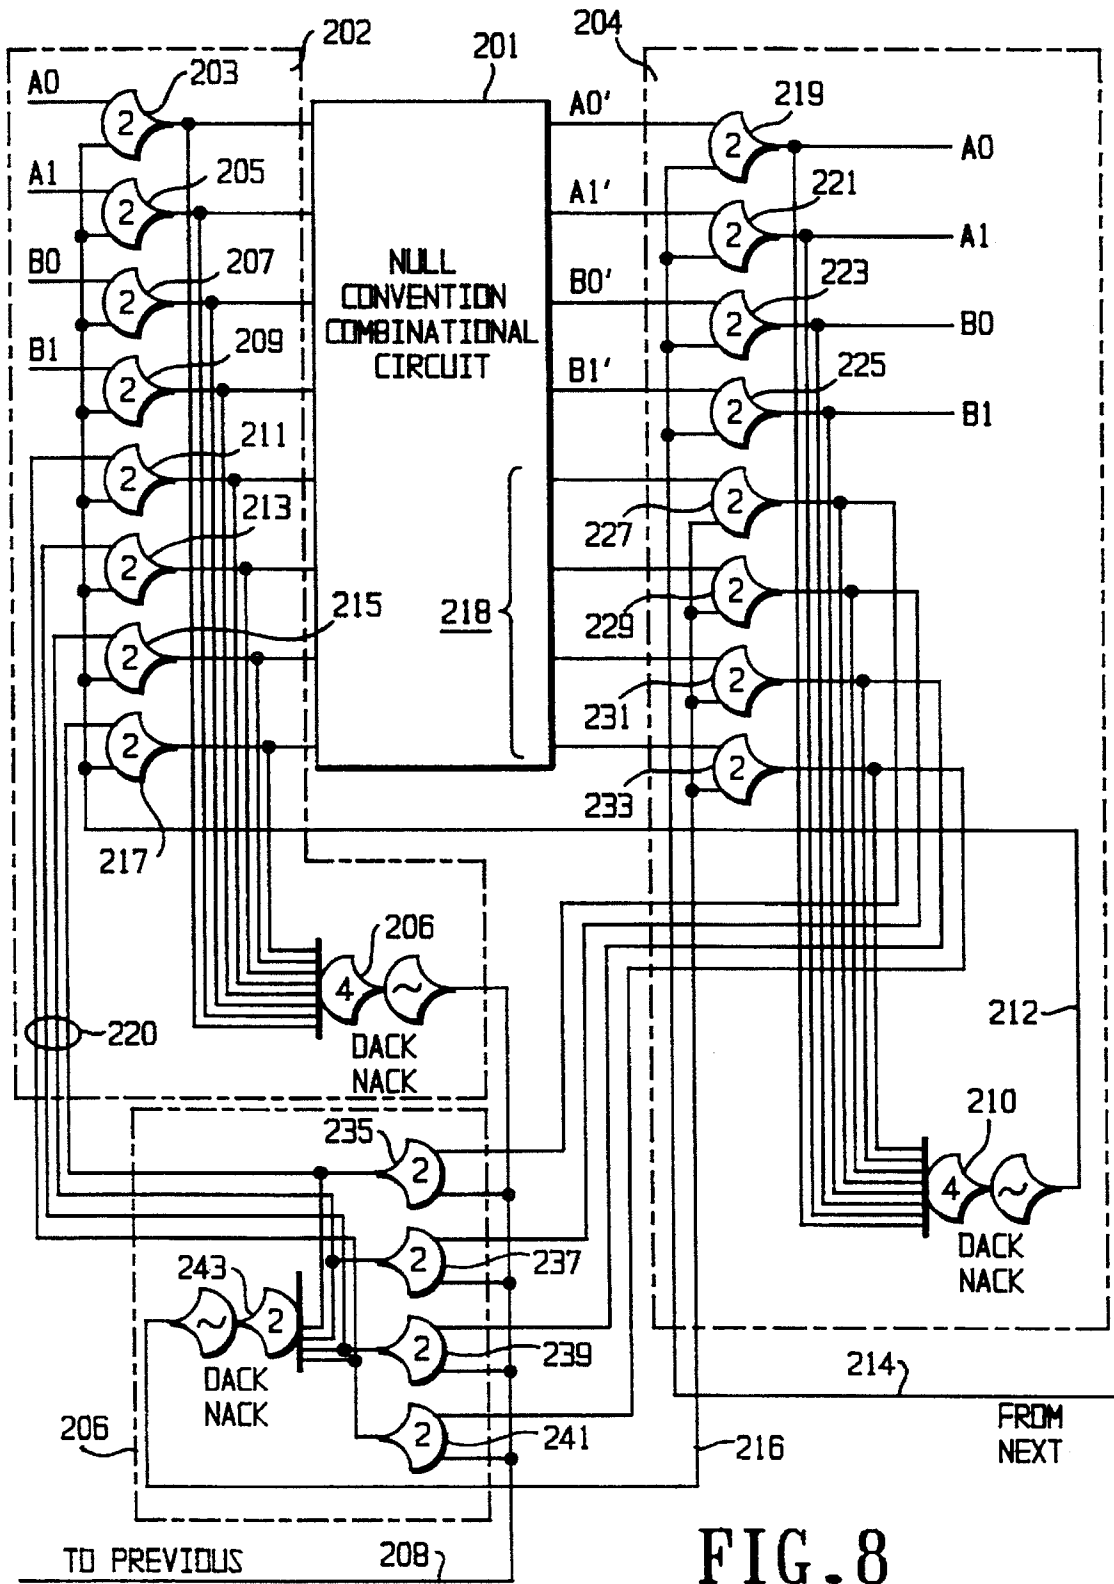 202
204
201
A0
203
A0'
219
A0
2
2
A1
205
A1'
221
A1
2
2
B0
207
NULL
CONVENTION
COMBINATIONAL
CIRCUIT
B0'
223
B0
2
2
B1
209
B1'
225
B1
2
2
211
2
2
227
213
2
2
229
215
218
2
2
231
217
2
2
233
206
4
~
DACK
NACK
220
212
210
4
~
DACK
NACK
235
2
237
2
243
~
2
DACK
NACK
239
2
241
2
206
214
FROM
NEXT
216
TO PREVIOUS
208
FIG.8